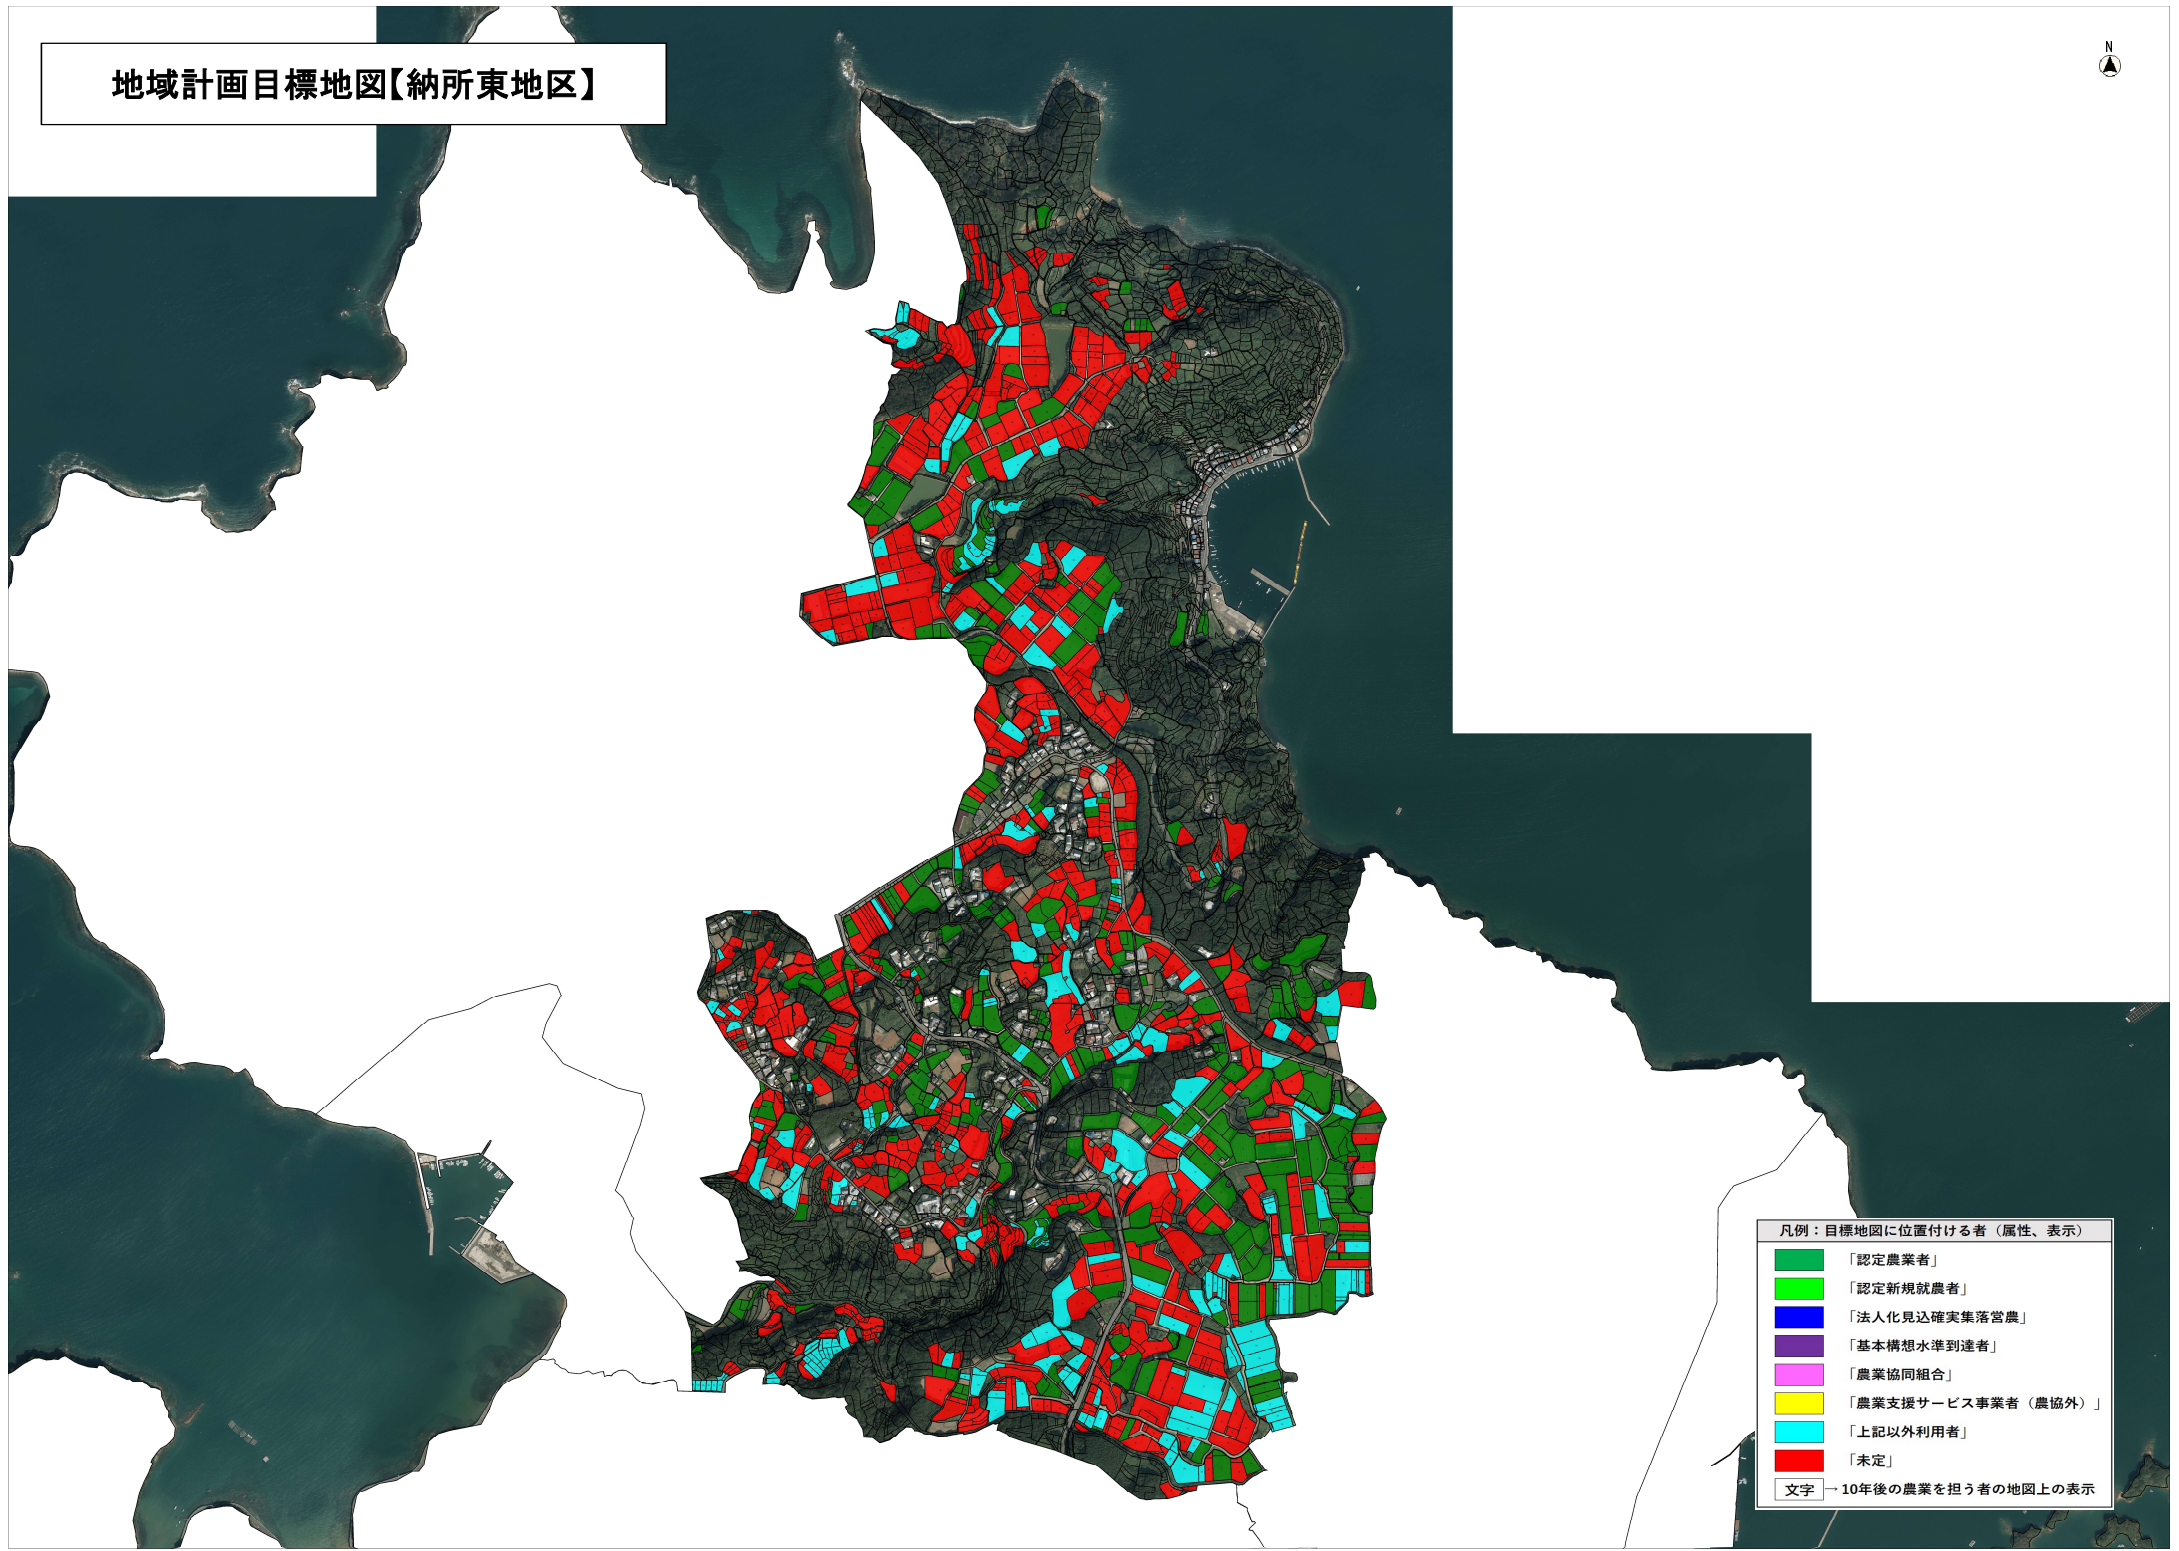 地域計画目標地図【納所東地区】
N
凡例：目標地図に位置付ける者（属性、表示）
「認定農業者」
「認定新規就農者」
「法人化見込確実集落営農」
「基本構想水準到達者」
「農業協同組合」
「農業支援サービス事業者（農協外）」
「上記以外利用者」
「未定」
文字→10年後の農業を担う者の地図上の表示